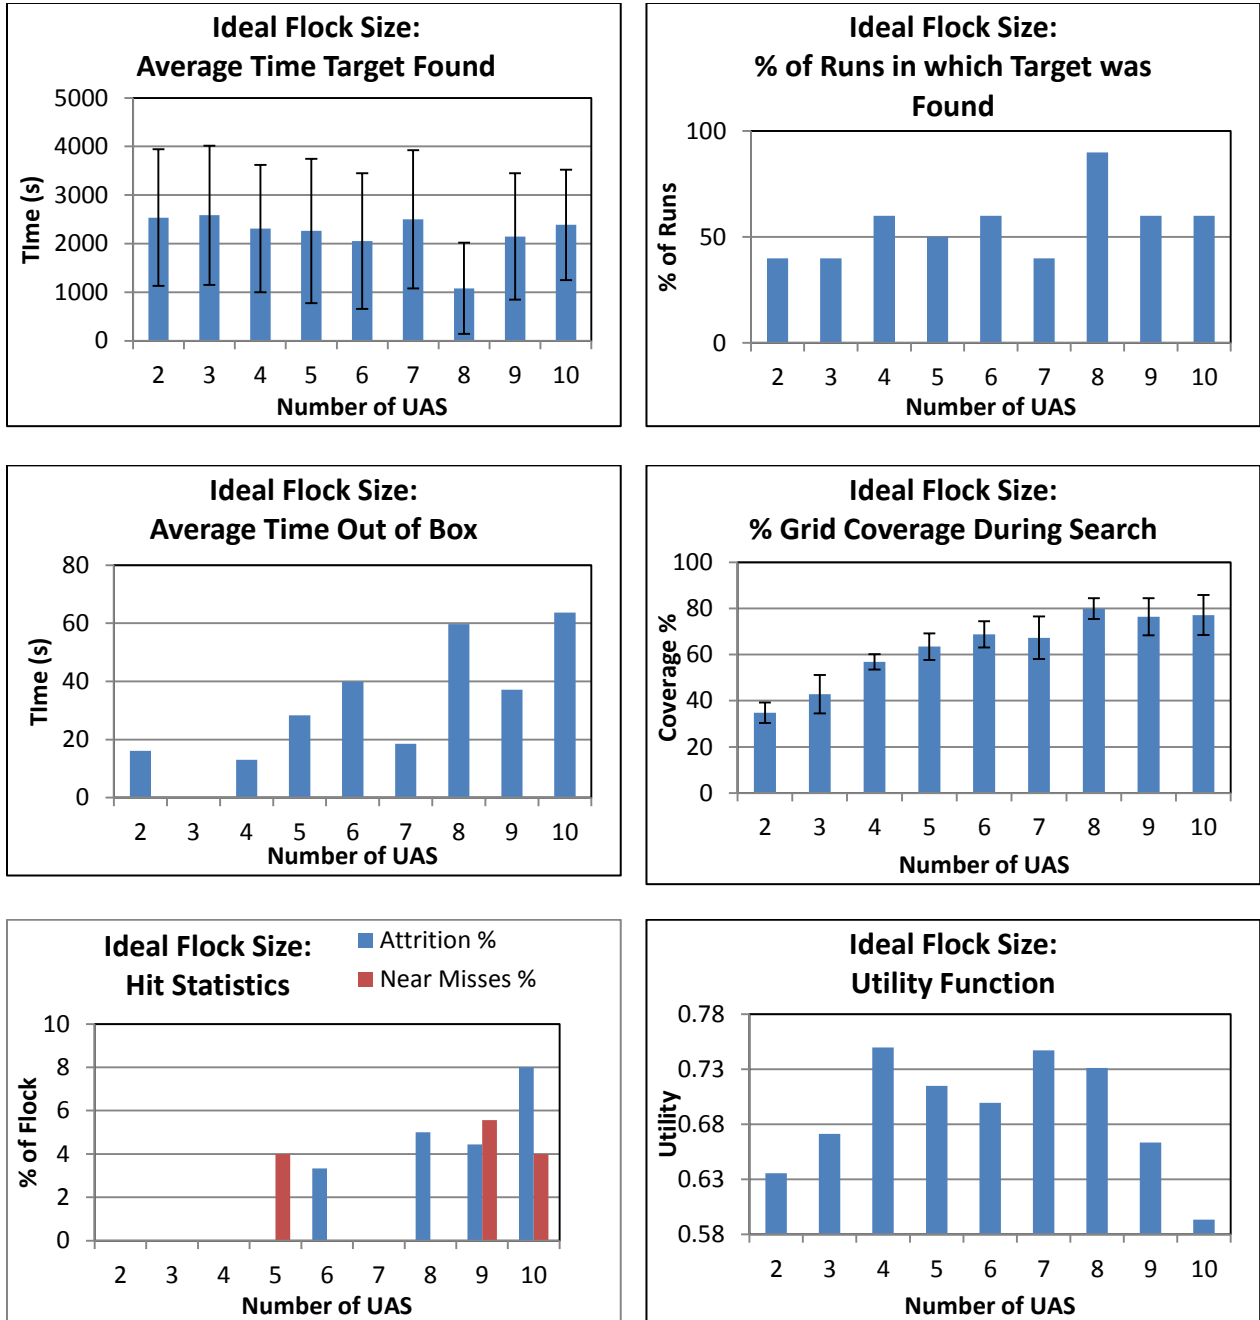 Ideal Flock Size:
Average Time Target Found
5000
4000
3000
2000
1000
0
TIme (s)
2 3 4 5 6 7 8 9 10
Number of UAS
Ideal Flock Size:
% of Runs in which Target was
Found
100
50
0
% of Runs
2 3 4 5 6 7 8 9 10
Number of UAS
Ideal Flock Size:
Average Time Out of Box
80
60
40
20
0
TIme (s)
2 3 4 5 6 7 8 9 10
Number of UAS
Ideal Flock Size:
% Grid Coverage During Search
100
80
60
40
20
0
Coverage %
2 3 4 5 6 7 8 9 10
Number of UAS
Ideal Flock Size:
Hit Statistics
Attrition %
Near Misses %
10
8
6
4
2
0
% of Flock
2 3 4 5 6 7 8 9 10
Number of UAS
Ideal Flock Size:
Utility Function
0.78
0.73
0.68
0.63
0.58
Utility
2 3 4 5 6 7 8 9 10
Number of UAS